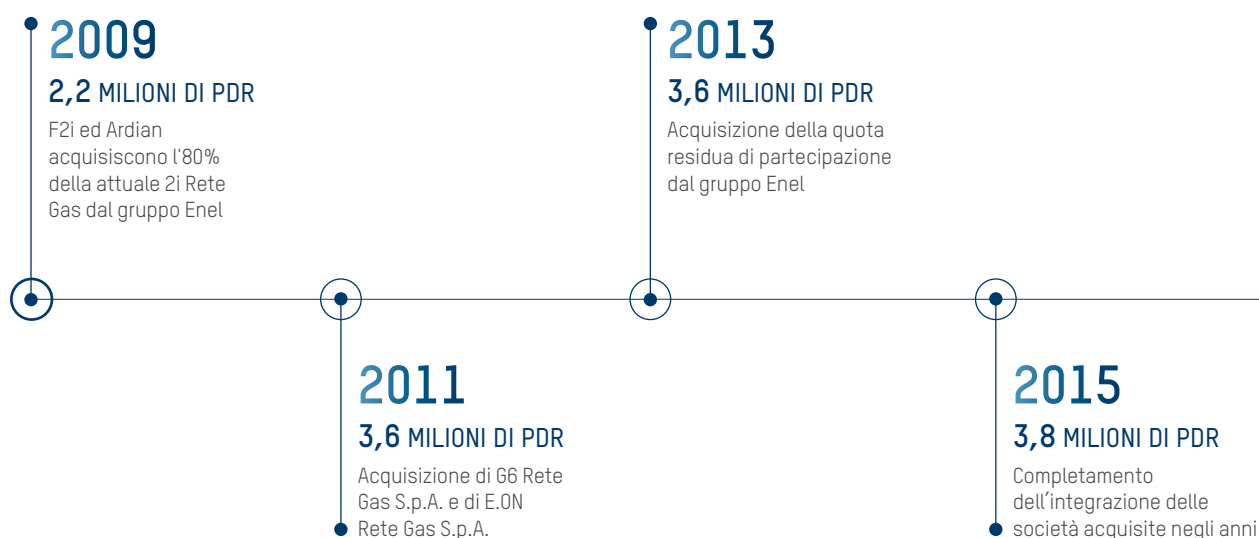 2009
2,2 MILIONI DI PDR
F2i ed Ardian
acquisiscono l'80%
della attuale 2i Rete
Gas dal gruppo Enel
2011
3,6 MILIONI DI PDR
Acquisizione di G6 Rete
Gas S.p.A. e di E.ON
Rete Gas S.p.A.
2013
3,6 MILIONI DI PDR
Acquisizione della quota
residua di partecipazione
dal gruppo Enel
2015
3,8 MILIONI DI PDR
Completamento
dell’integrazione delle
società acquisite negli anni